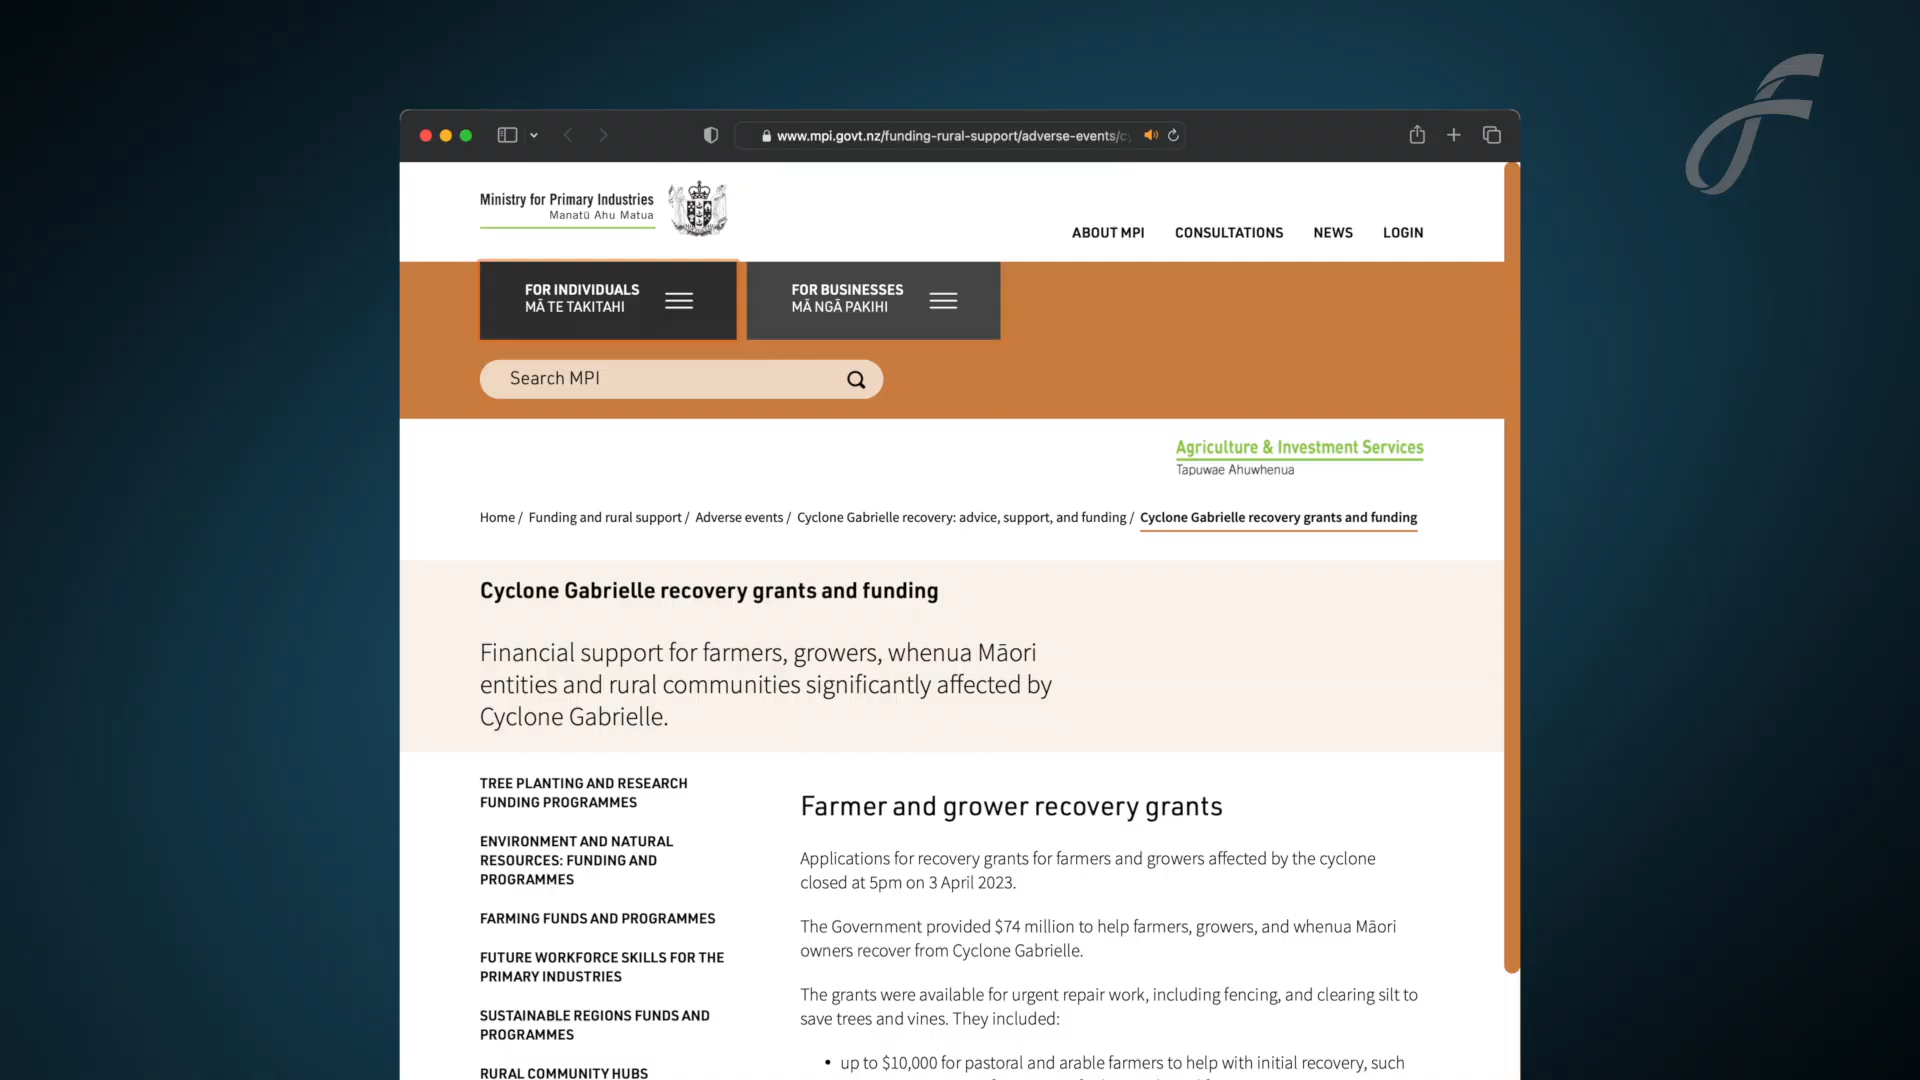 www.mpi.govt.nz/funding-rural-support/adverse-events/c
Ministry for Primary Industries
Manatū Ahu Matua
ABOUT MPI CONSULTATIONS NEWS LOGIN
FOR INDIVIDUALS
MĀ TE TAKITAHI
FOR BUSINESSES
MĀ NGĀ PAKIHI
Search MPI
Agriculture & Investment Services
Tapuwae Ahuwhenua
Home / Funding and rural support / Adverse events / Cyclone Gabrielle recovery: advice, support, and funding / Cyclone Gabrielle recovery grants and funding
Cyclone Gabrielle recovery grants and funding
Financial support for farmers, growers, whenua Māori
entities and rural communities significantly affected by
Cyclone Gabrielle.
TREE PLANTING AND RESEARCH
FUNDING PROGRAMMES
ENVIRONMENT AND NATURAL
RESOURCES: FUNDING AND
PROGRAMMES
FARMING FUNDS AND PROGRAMMES
FUTURE WORKFORCE SKILLS FOR THE
PRIMARY INDUSTRIES
SUSTAINABLE REGIONS FUNDS AND
PROGRAMMES
RURAL COMMUNITY HUBS
Farmer and grower recovery grants
Applications for recovery grants for farmers and growers affected by the cyclone
closed at 5pm on 3 April 2023.
The Government provided $74 million to help farmers, growers, and whenua Māori
owners recover from Cyclone Gabrielle.
The grants were available for urgent repair work, including fencing, and clearing silt to
save trees and vines. They included:
• up to $10,000 for pastoral and arable farmers to help with initial recovery, such